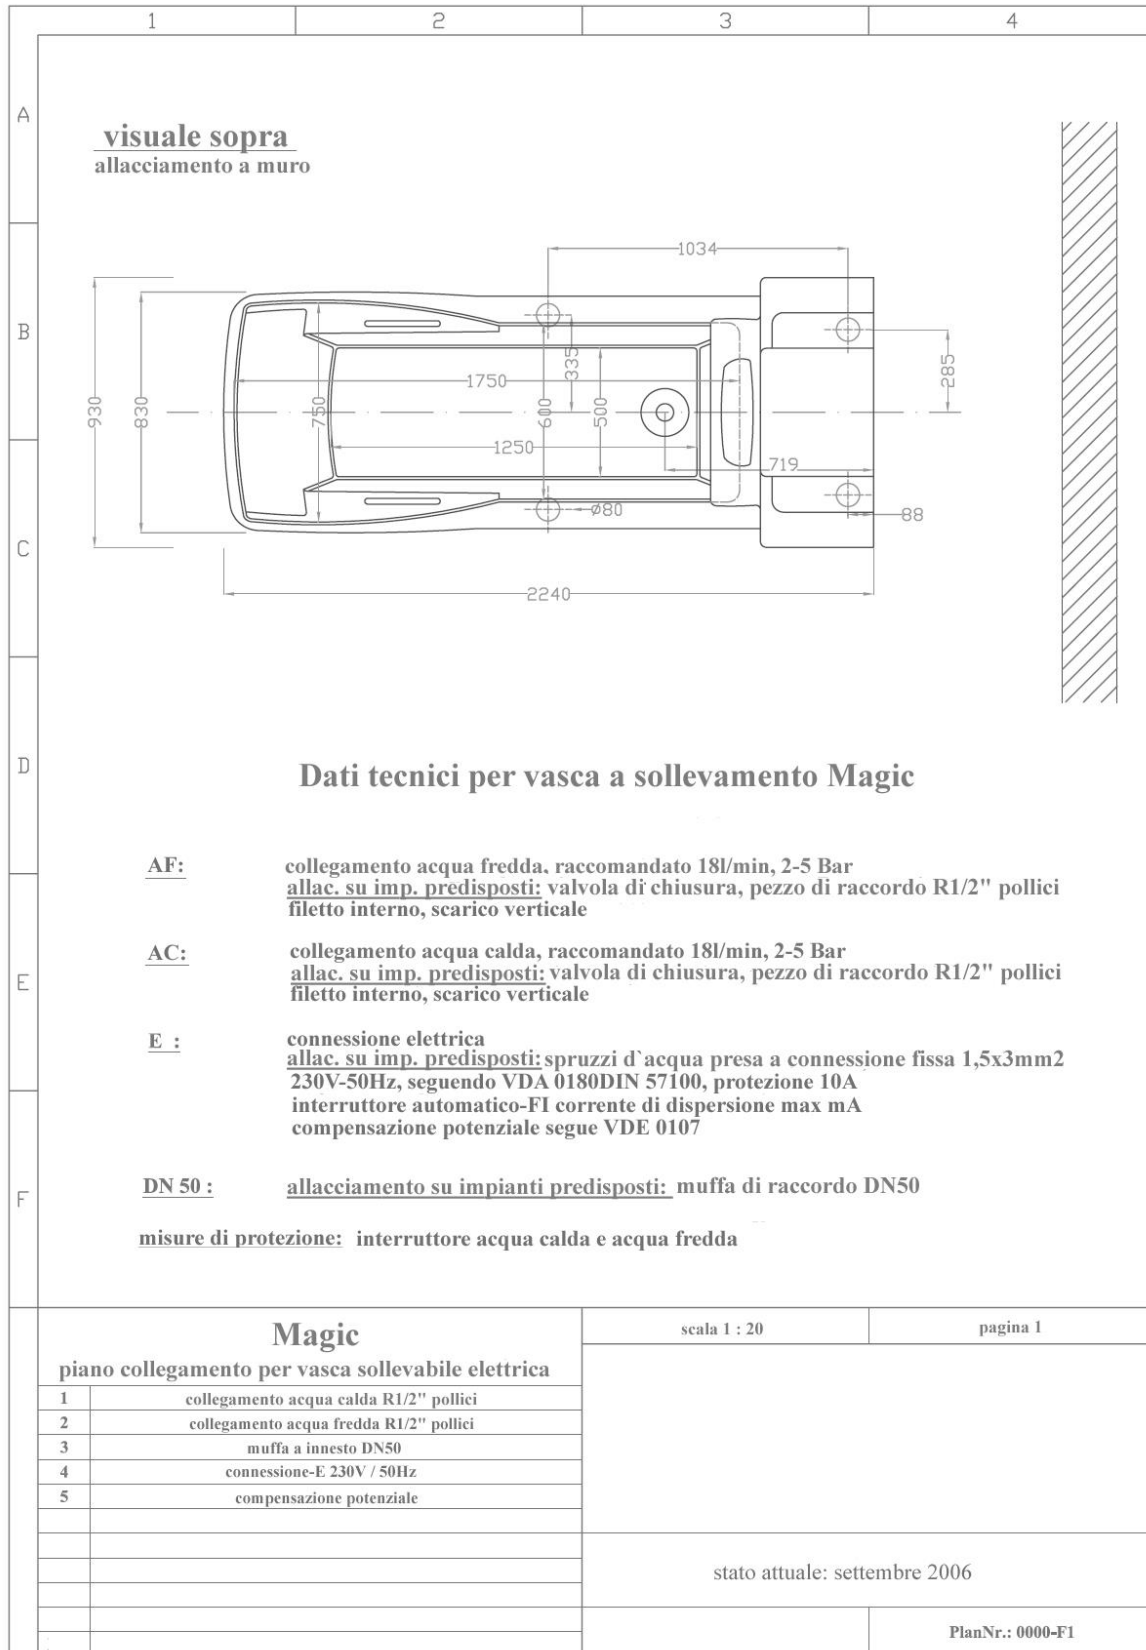 1 2 3 4
A
visuale sopra
allacciamento a muro
1034
B
335
285
1750
930
830
750
600
500
1250
719
Ø80
88
C
2240
D
Dati tecnici per vasca a sollevamento Magic
AF: collegamento acqua fredda, raccomandato 18l/min, 2-5 Bar
allac. su imp. predisposti: valvola di chiusura, pezzo di raccordo R1/2" pollici
filetto interno, scarico verticale
AC: collegamento acqua calda, raccomandato 18l/min, 2-5 Bar
allac. su imp. predisposti: valvola di chiusura, pezzo di raccordo R1/2" pollici
E
filetto interno, scarico verticale
E : connessione elettrica
allac. su imp. predisposti: spruzzi d`acqua presa a connessione fissa 1,5x3mm2
230V-50Hz, seguendo VDA 0180DIN 57100, protezione 10A
interruttore automatico-FI corrente di dispersione max mA
compensazione potenziale segue VDE 0107
F
DN 50 : allacciamento su impianti predisposti: muffa di raccordo DN50
misure di protezione: interruttore acqua calda e acqua fredda
Magic
piano collegamento per vasca sollevabile elettrica
1 collegamento acqua calda R1/2" pollici
2 collegamento acqua fredda R1/2" pollici
3 muffa a innesto DN50
4 connessione-E 230V / 50Hz
5 compensazione potenziale
scala 1 : 20
pagina 1
stato attuale: settembre 2006
PlanNr.: 0000-F1